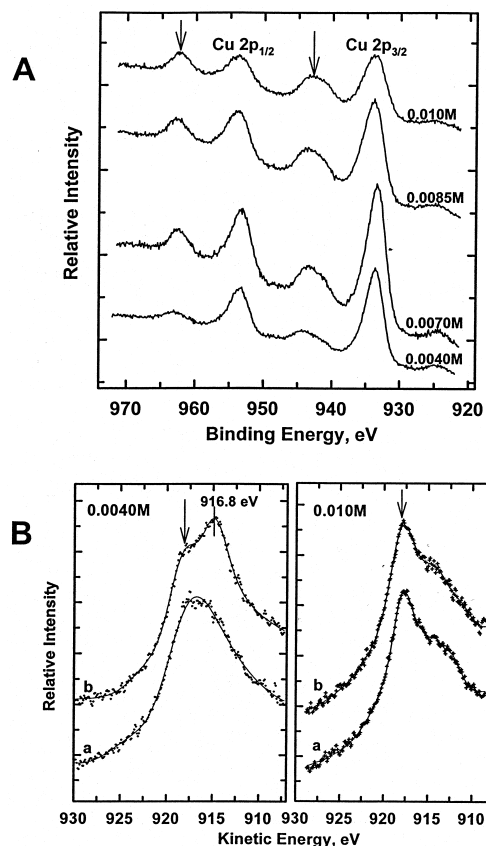 A
Cu 2p1/2
Cu 2p3/2
0.010M
0.0085M
0.0070M
0.0040M
Relative Intensity
970 960 950 940 930 920
Binding Energy, eV
B
0.0040M
916.8 eV
0.010M
Relative Intensity
b
a
b
a
930 925 920 915 910
930 925 920 915 910
Kinetic Energy, eV